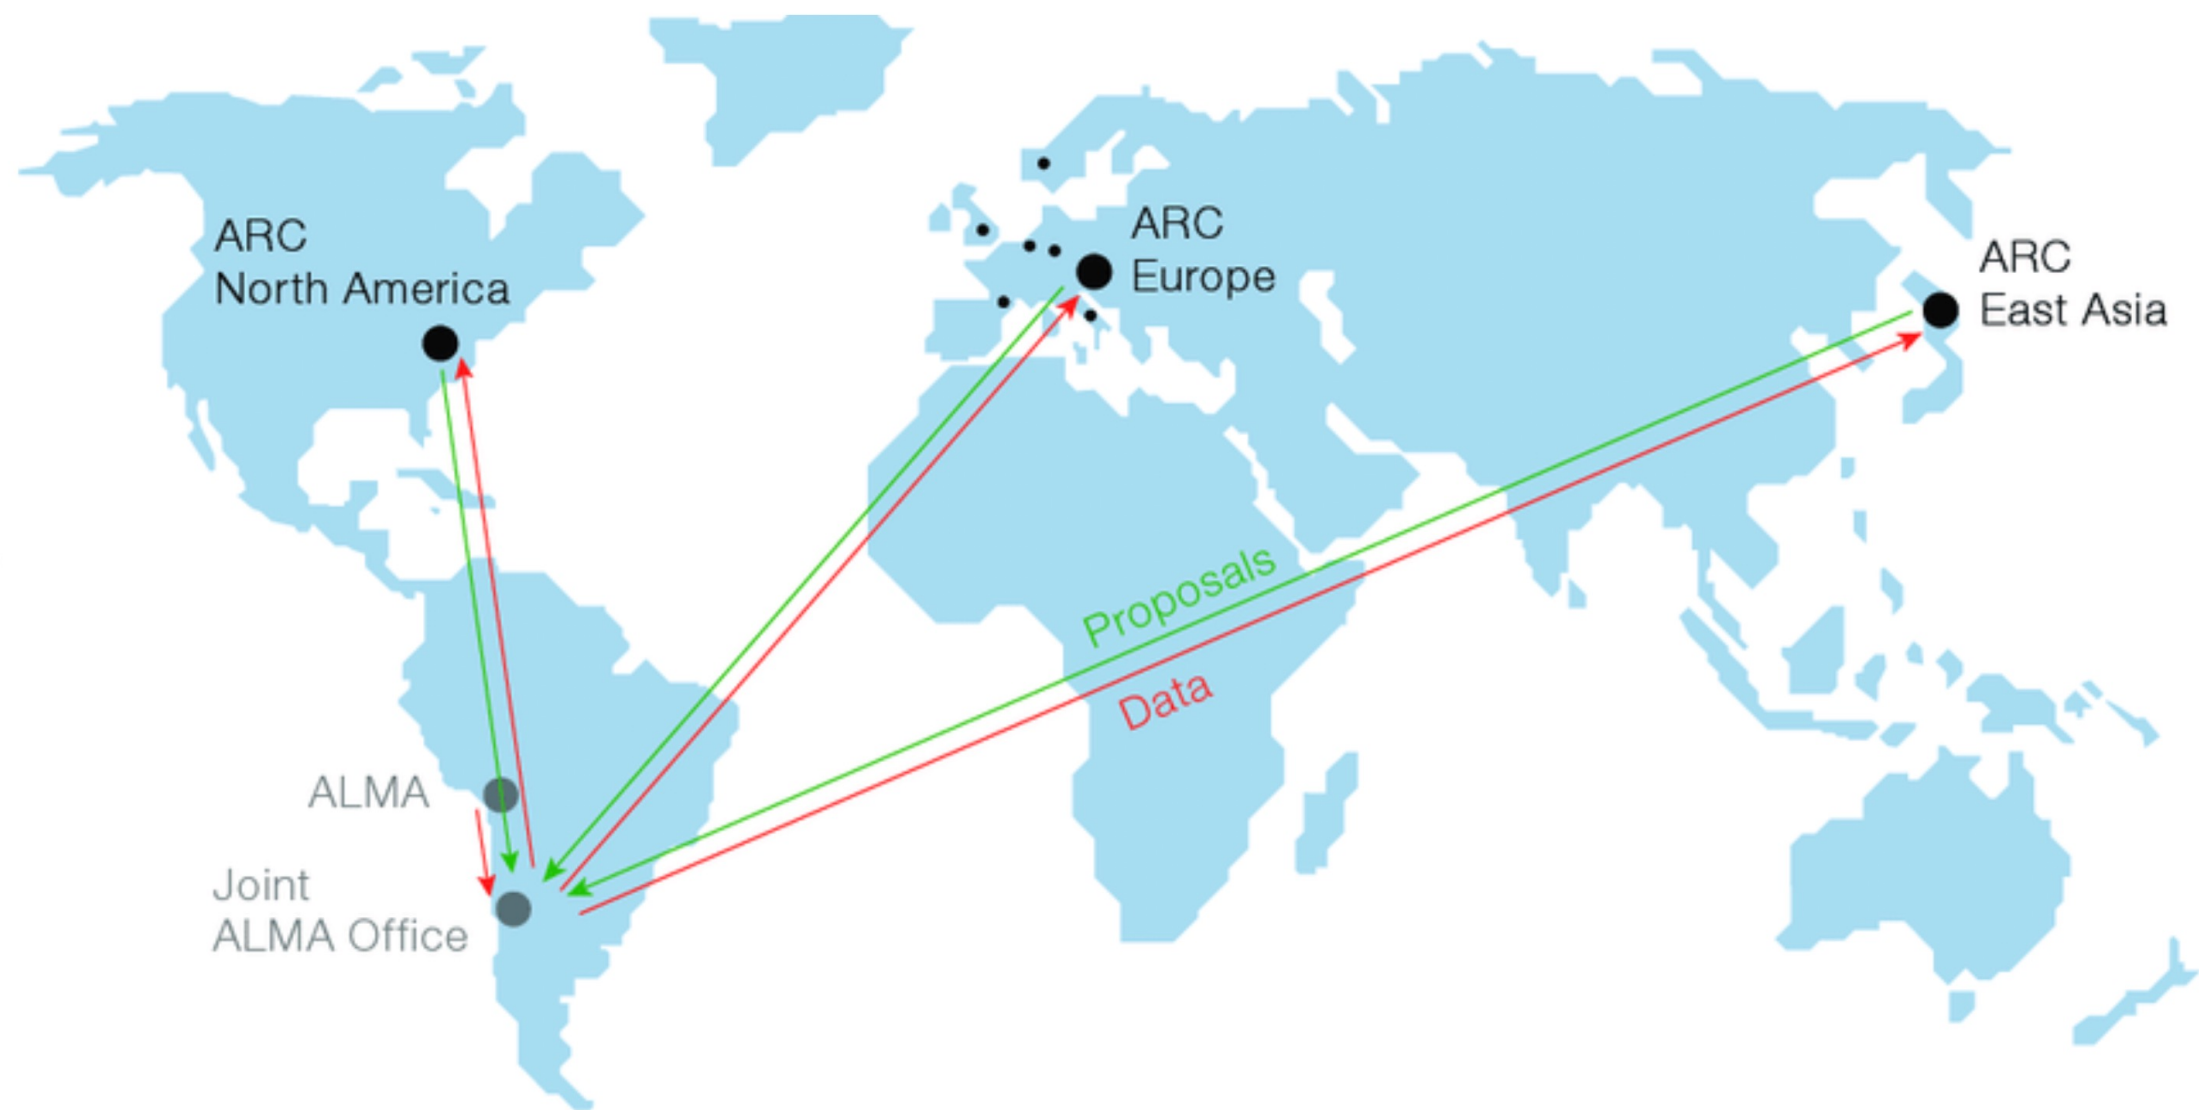 ARC
North America
ARC
Europe
ARC
East Asia
Proposals
Data
ALMA
Joint
ALMA Office